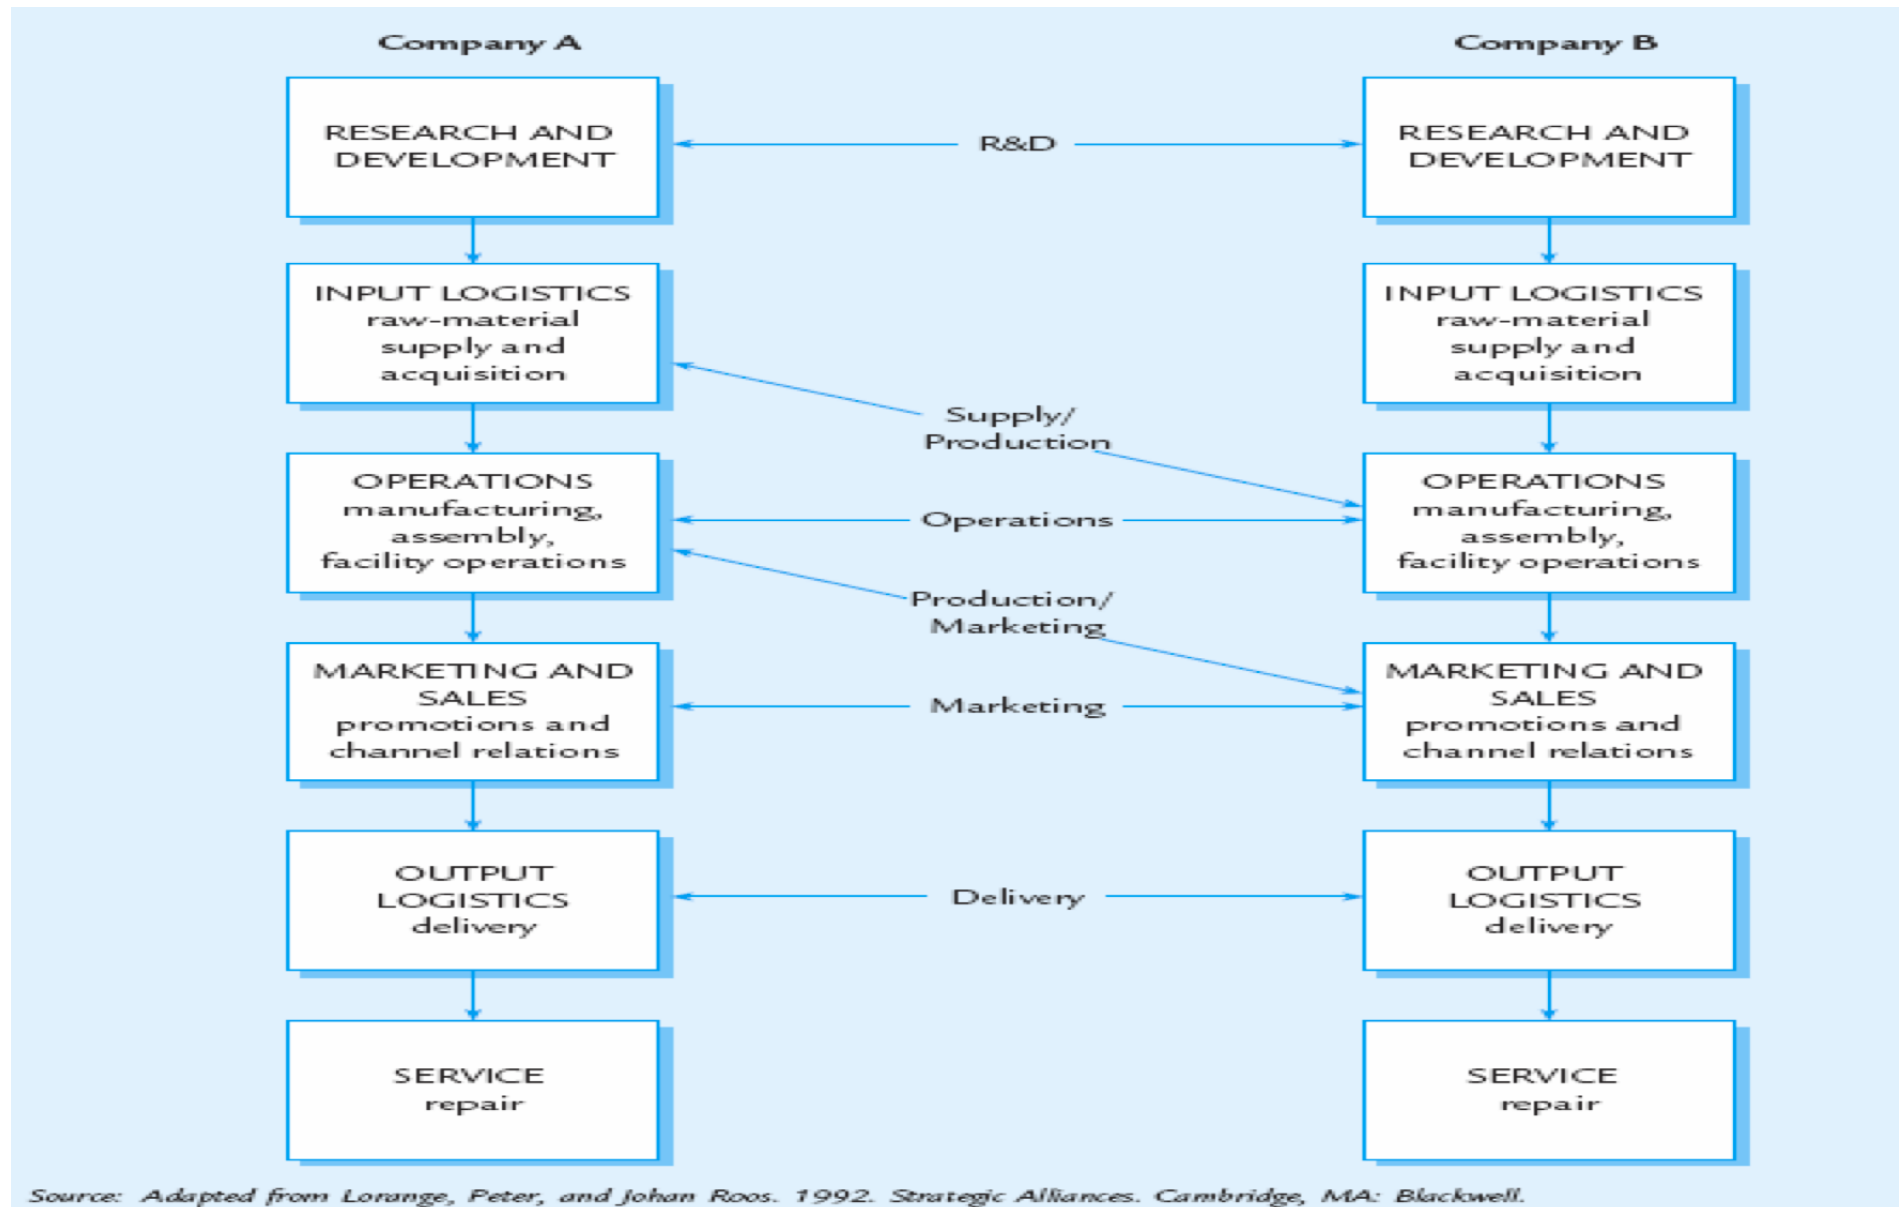 Company A
Company B
RESEARCH AND
DEVELOPMENT
R&D
RESEARCH AND
DEVELOPMENT
INPUT LOGISTICS
raw-material
supply and
acquisition
INPUT LOGISTICS
raw-material
supply and
acquisition
Supply/
Production
OPERATIONS
manufacturing,
assembly,
facility operations
Operations
OPERATIONS
manufacturing,
assembly,
facility operations
Production/
Marketing
MARKETING AND
SALES
promotions and
channel relations
Marketing
MARKETING AND
SALES
promotions and
channel relations
OUTPUT
LOGISTICS
delivery
Delivery
OUTPUT
LOGISTICS
delivery
SERVICE
repair
SERVICE
repair
Source: Adapted from Lorange, Peter, and Johan Roos. 1992. Strategic Alliances. Cambridge, MA: Blackwell.